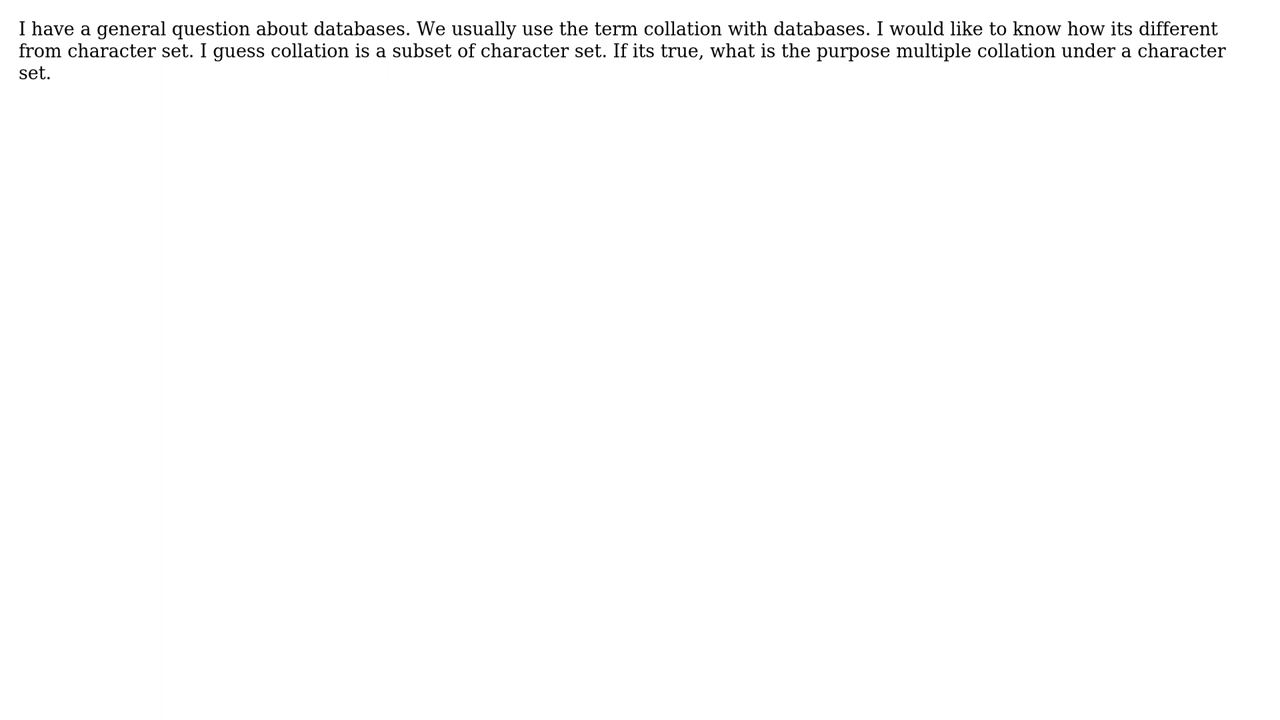 I have a general question about databases. We usually use the term collation with databases. I would like to know how its different
from character set. I guess collation is a subset of character set. If its true, what is the purpose multiple collation under a character
set.